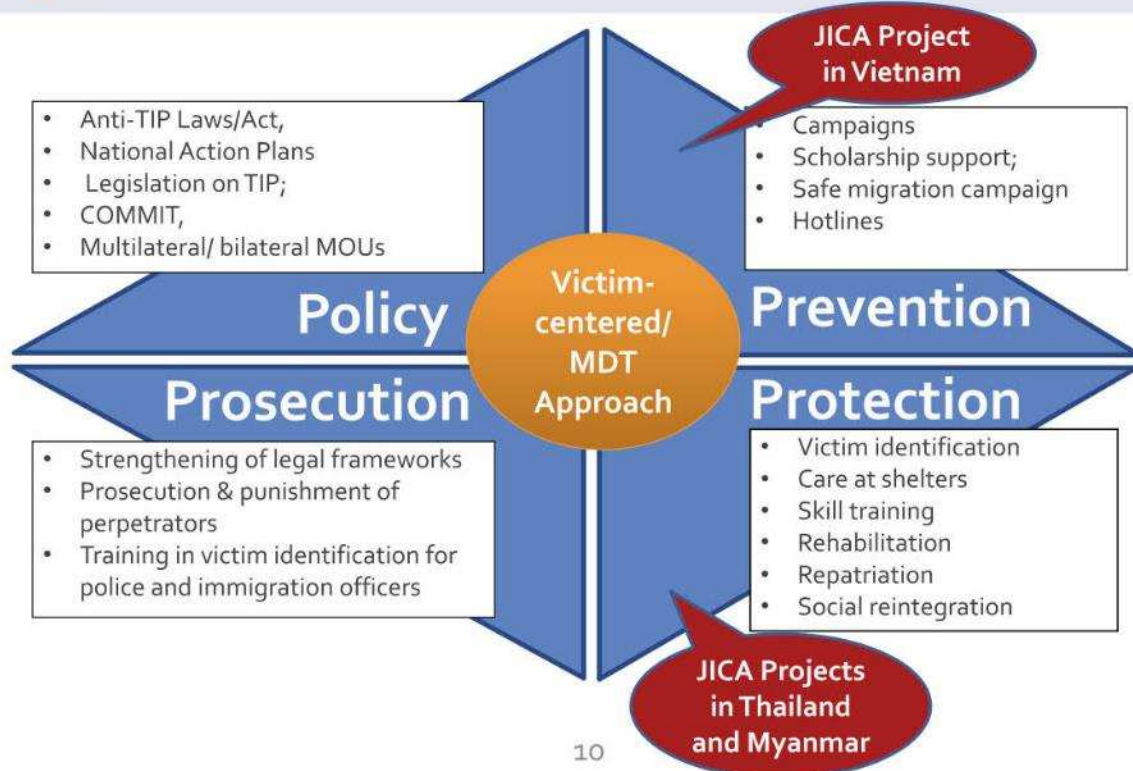 JICA Project
in Vietnam
• Anti-TIP Laws/Act,
• National Action Plans
• Legislation on TIP;
• COMMIT,
• Multilateral/ bilateral MOUs
Policy
• Campaigns
• Scholarship support;
• Safe migration campaign
• Hotlines
Prevention
Victim-
centered/
MDT
Approach
Prosecution
• Strengthening of legal frameworks
• Prosecution & punishment of
perpetrators
• Training in victim identification for
police and immigration officers
Protection
• Victim identification
• Care at shelters
• Skill training
• Rehabilitation
• Repatriation
• Social reintegration
JICA Projects
in Thailand
and Myanmar
10